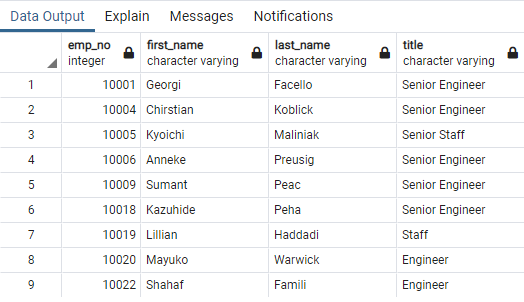 Data Output Explain Messages Notifications
emp_no first_name last_name title
integer character varying character varying character varying
1 10001 Georgi Facello Senior Engineer
2 10004 Chirstian Koblick Senior Engineer
3 10005 Kyoichi Maliniak Senior Staff
4 10006 Anneke Preusig Senior Engineer
5 10009 Sumant Peac Senior Engineer
6 10018 Kazuhide Peha Senior Engineer
7 10019 Lillian Haddadi Staff
8 10020 Mayuko Warwick Engineer
9 10022 Shahaf Famili Engineer